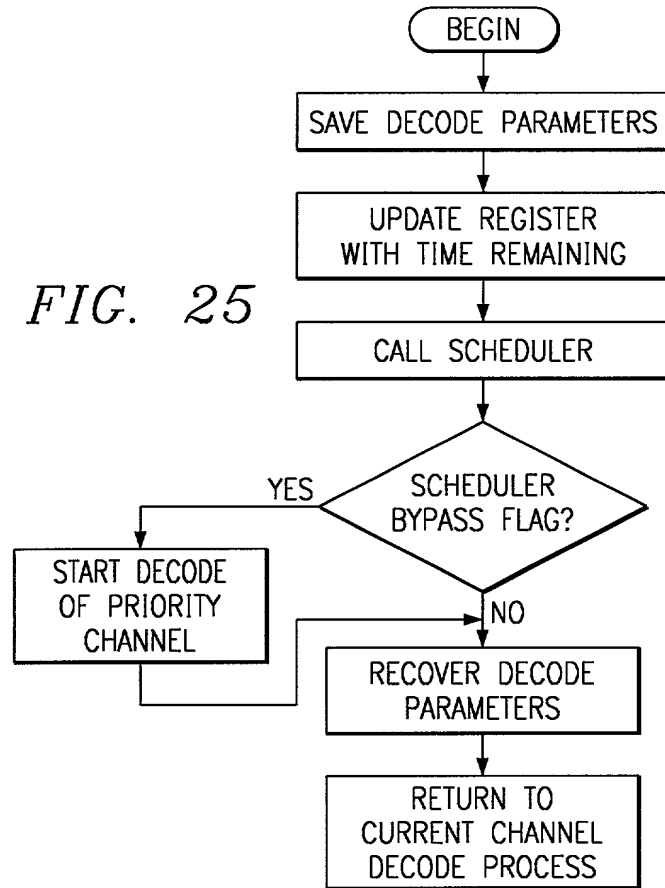 BEGIN
SAVE DECODE PARAMETERS
UPDATE REGISTER
WITH TIME REMAINING
FIG. 25
CALL SCHEDULER
SCHEDULER
BYPASS FLAG?
YES
START DECODE
OF PRIORITY
CHANNEL
NO
RECOVER DECODE
PARAMETERS
RETURN TO
CURRENT CHANNEL
DECODE PROCESS